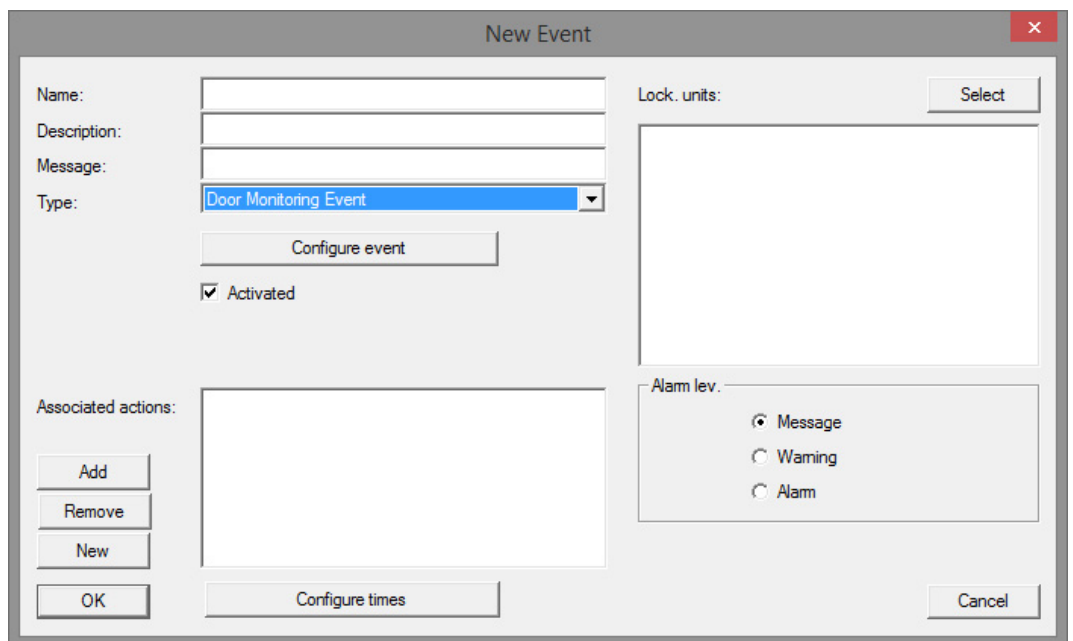 New Event
Name:
Description:
Message:
Type:
Door Monitoring Event
Configure event
Activated
Associated actions:
Add
Remove
New
OK
Configure times
Lock. units:
Select
Alarm lev.
Message
Warning
Alarm
Cancel